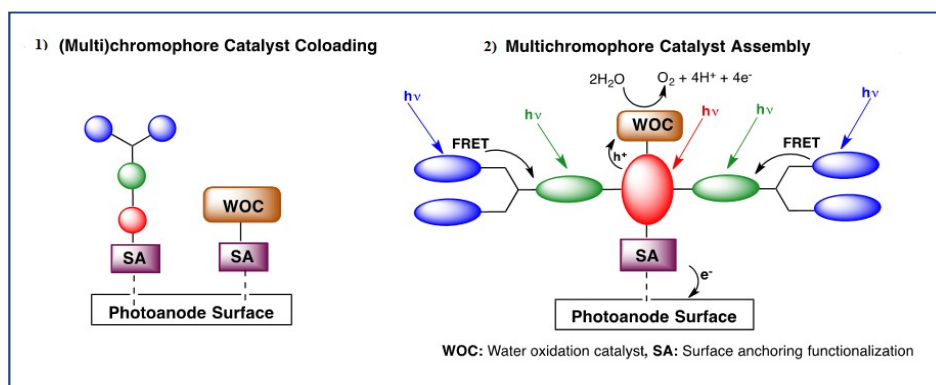 1) (Multi)chromophore Catalyst Coloading
2) Multichromophore Catalyst Assembly
2H₂O O₂ + 4H⁺ + 4e⁻
hν
hν
hν
hν
hν
WOC
FRET
FRET
h⁺
WOC
SA
SA
SA
e⁻
Photoanode Surface
Photoanode Surface
WOC: Water oxidation catalyst, SA: Surface anchoring functionalization